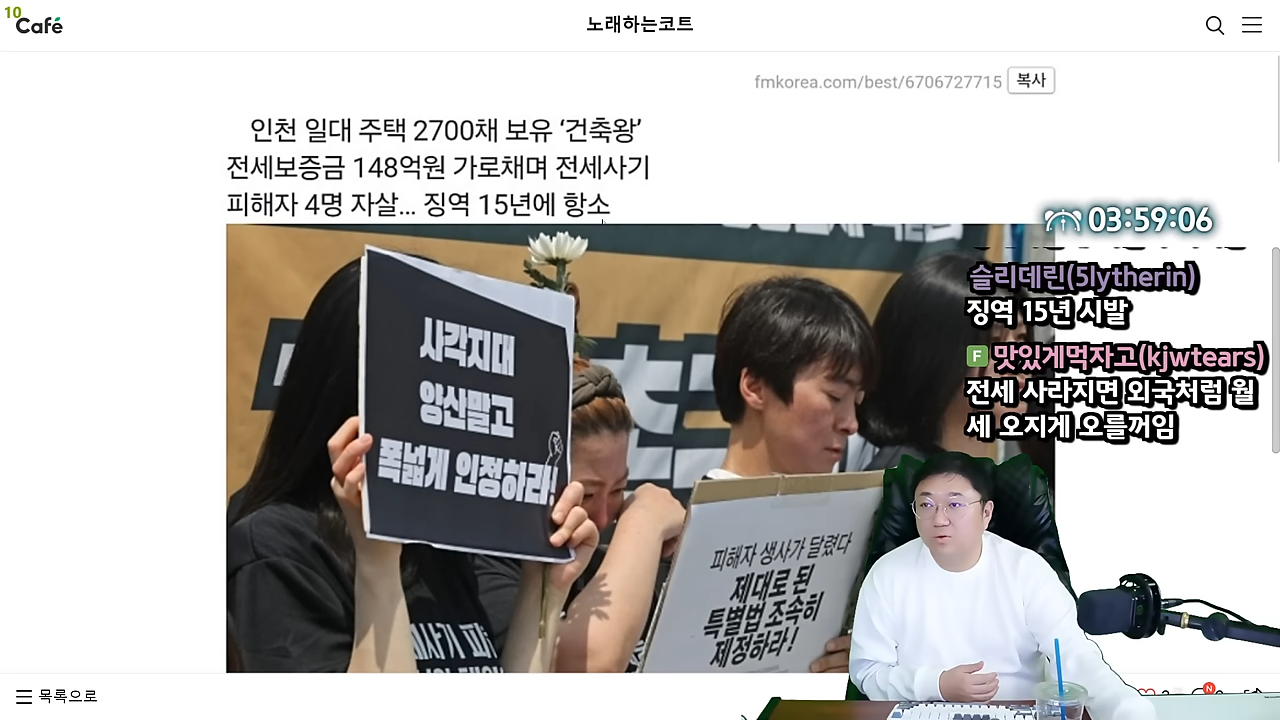 10
Café
노래하는코트
fmkorea.com/best/6706727715 복사
인천 일대 주택 2700채 보유 ‘건축왕’
전세보증금 148억원 가로채며 전세사기
피해자 4명 자살... 징역 15년에 항소
03:59:06
슬리데린(5lytherin)
징역 15년 시발
F 맛있게먹자고(kjwtears)
전세 사라지면 외국처럼 월
세 오지게 오를꺼임
사각지대
양산말고
폭넓게 인정하라!
피해자 생사가 달렸다
제대로 된
특별법 조속히
제정하라!
목록으로
N